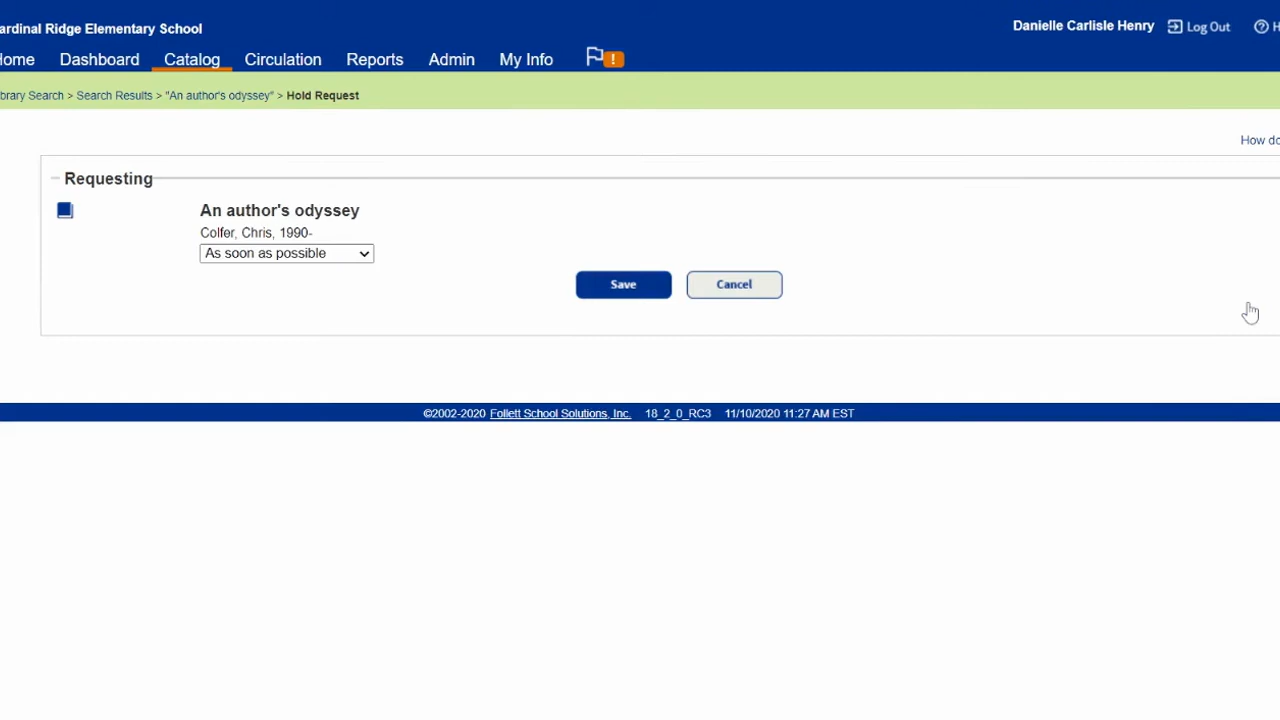 ardinal Ridge Elementary School
Danielle Carlisle Henry Log Out
Home Dashboard Catalog Circulation Reports Admin My Info !
brary Search > Search Results > "An author's odyssey" > Hold Request
How do
Requesting
An author's odyssey
Colfer, Chris, 1990-
As soon as possible
Save Cancel
©2002-2020 Follett School Solutions, Inc. 18_2_0_RC3 11/10/2020 11:27 AM EST